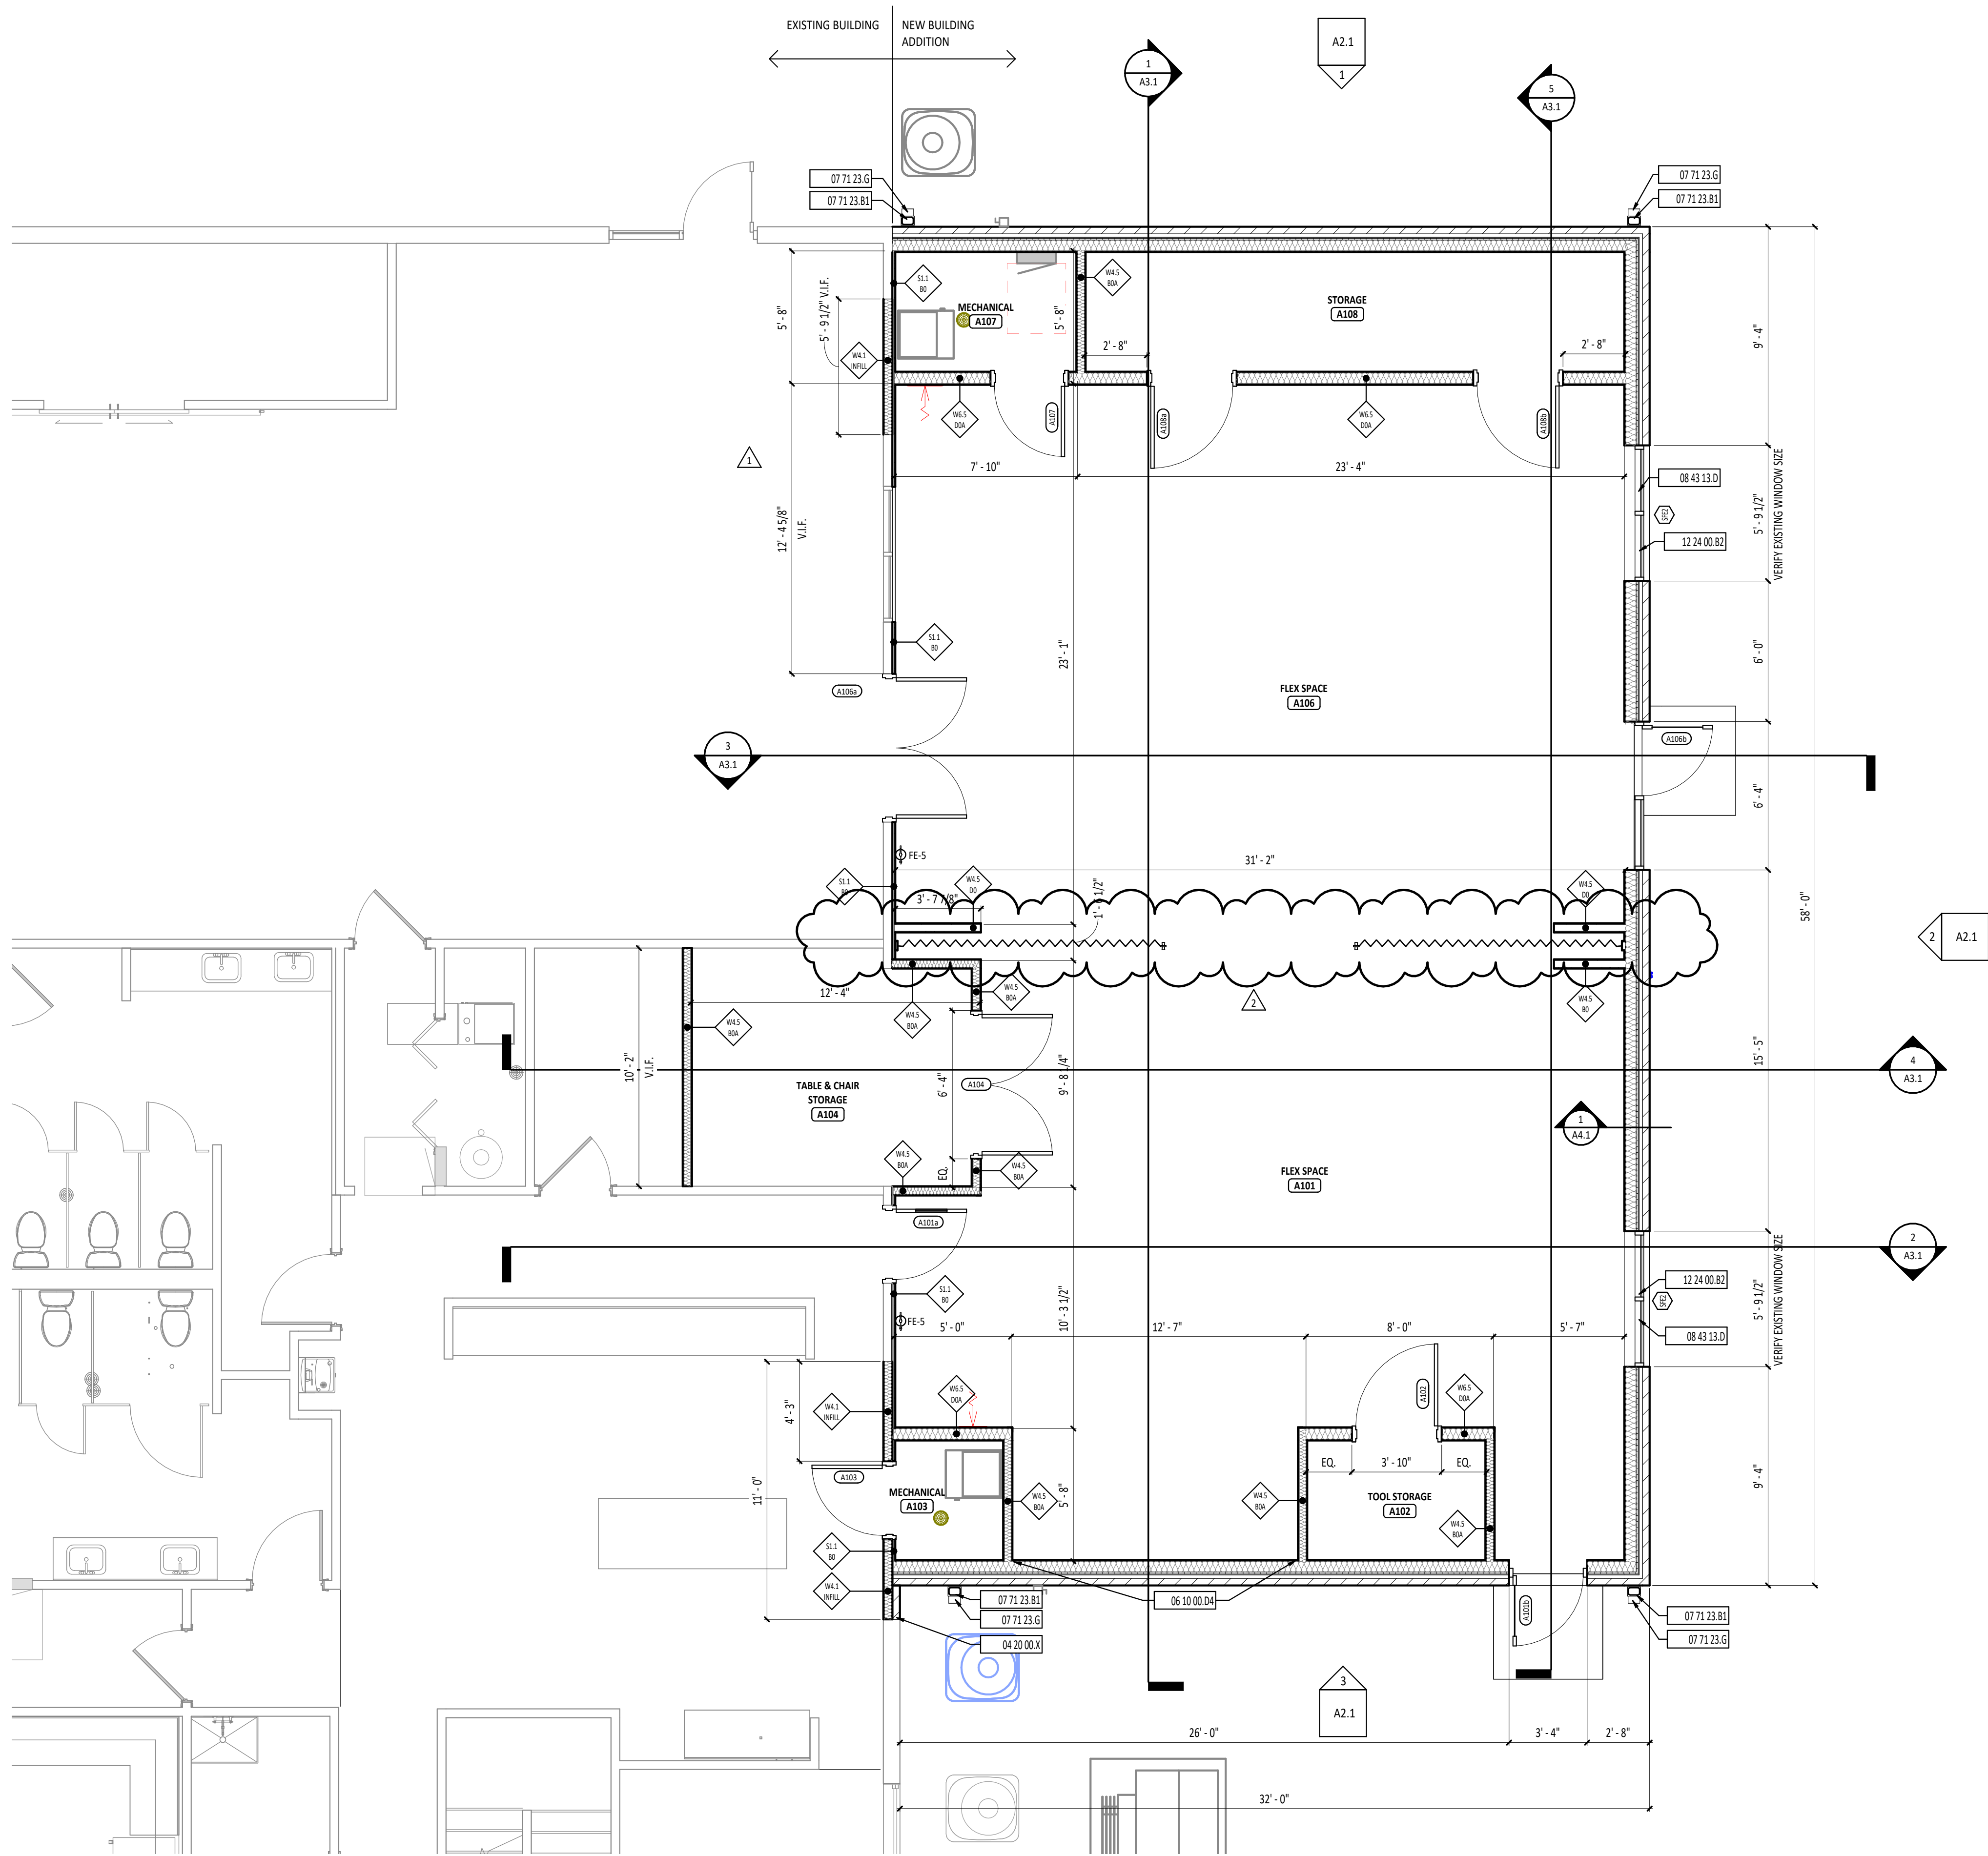 EXISTING BUILDING
NEW BUILDING
ADDITION
A2.1
1
1
A3.1
5
A3.1
07 71 23.G
07 71 23.B1
07 71 23.G
07 71 23.B1
S1.1
B0
W4.5
B0A
MECHANICAL
A107
STORAGE
A108
5' - 8"
5' - 9 1/2" V.I.F.
5' - 8"
2' - 8"
2' - 8"
9' - 4"
W4.1
INFILL
W6.5
D0A
A107
A108a
W6.5
D0A
A108b
1
7' - 10"
23' - 4"
08 43 13.D
SFE2
12 24 00.B2
5' - 9 1/2"
VERIFY EXISTING WINDOW SIZE
12' - 4 5/8"
V.I.F.
S1.1
B0
23' - 1"
6' - 0"
58' - 0"
A106a
FLEX SPACE
A106
A106b
3
A3.1
6' - 4"
FE-5
31' - 2"
S1.1
B0
W4.5
D0
3' - 7 7/8"
1' - 6 1/2"
W4.5
D0
2
A2.1
12' - 4"
W4.5
B0A
W4.5
B0A
W4.5
B0A
2
W4.5
B0
10' - 2"
V.I.F.
6' - 4"
9' - 8 1/4"
15' - 5"
4
A3.1
TABLE & CHAIR
STORAGE
A104
A104
1
A4.1
W4.5
B0A
EQ.
W4.5
B0A
FLEX SPACE
A101
A101a
2
A3.1
S1.1
B0
FE-5
5' - 0"
10' - 3 1/2"
12' - 7"
8' - 0"
5' - 7"
12 24 00.B2
SFE2
08 43 13.D
5' - 9 1/2"
VERIFY EXISTING WINDOW SIZE
W4.1
INFILL
4' - 3"
W6.5
D0A
A102
W6.5
D0A
11' - 0"
A103
EQ.
3' - 10"
EQ.
MECHANICAL
A103
W4.5
B0A
5' - 8"
W4.5
B0A
TOOL STORAGE
A102
W4.5
B0A
9' - 4"
S1.1
B0
W4.1
INFILL
07 71 23.B1
07 71 23.G
04 20 00.X
06 10 00.D4
A101b
07 71 23.B1
07 71 23.G
3
A2.1
26' - 0"
3' - 4"
2' - 8"
32' - 0"